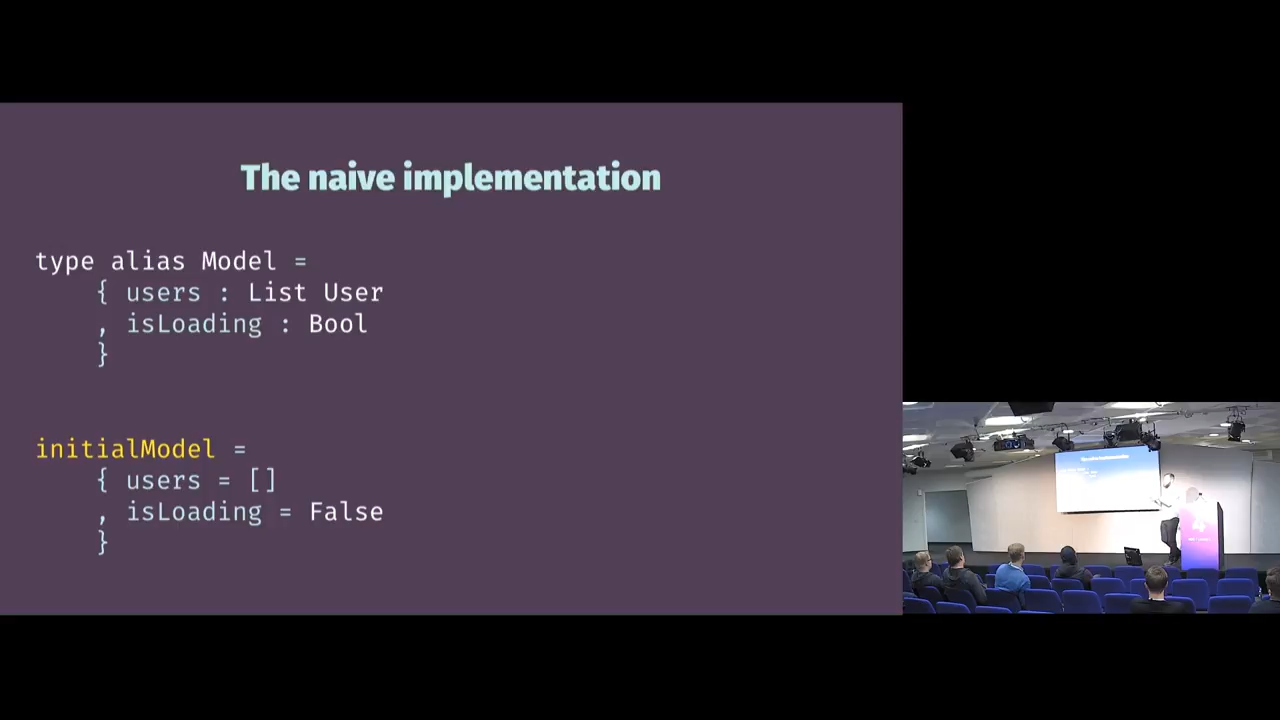 The naive implementation
type alias Model =
    { users : List User
    , isLoading : Bool
    }
initialModel =
    { users = []
    , isLoading = False
    }